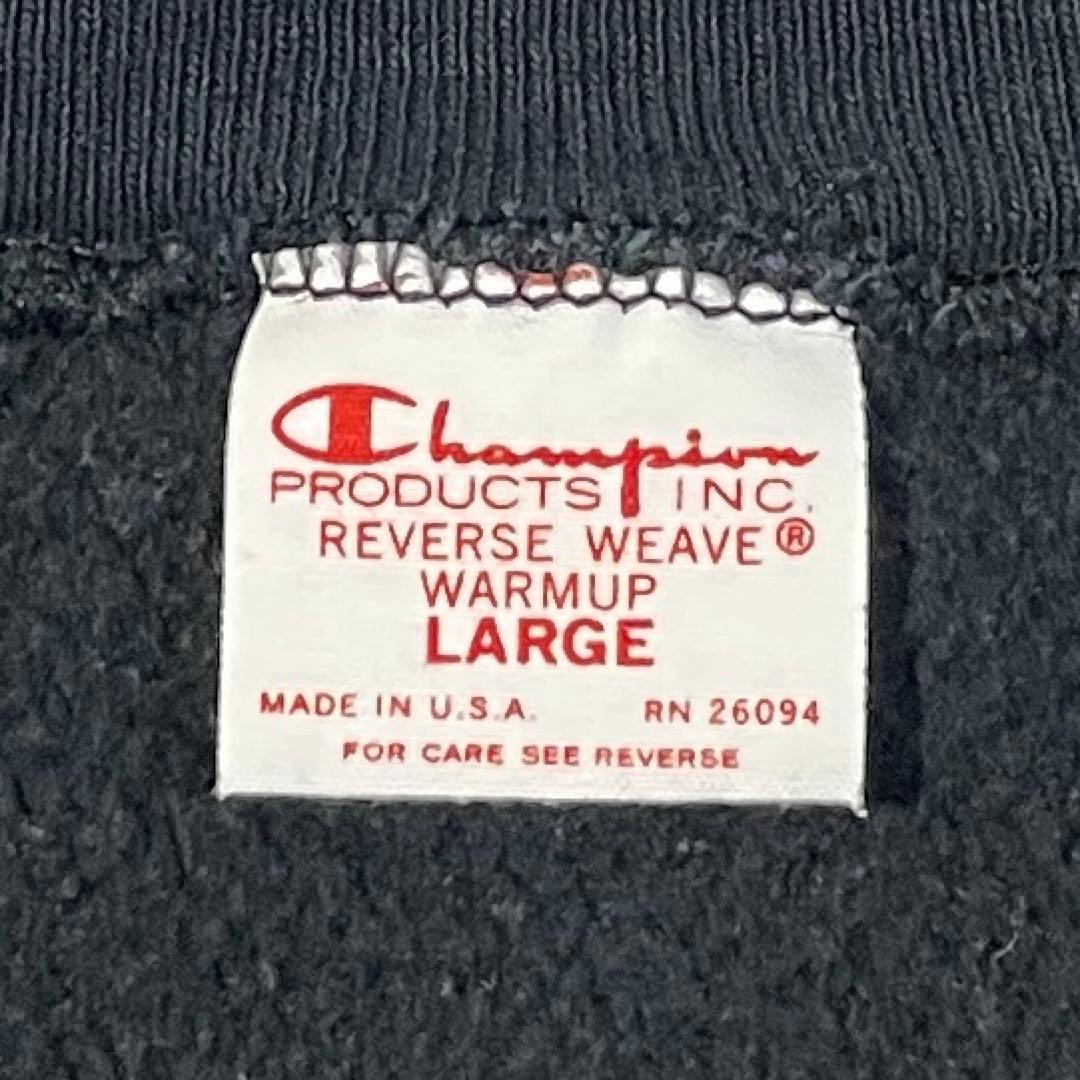 Champion
PRODUCTS INC.
REVERSE WEAVE®
WARMUP
LARGE
MADE IN U.S.A. RN 26094
FOR CARE SEE REVERSE